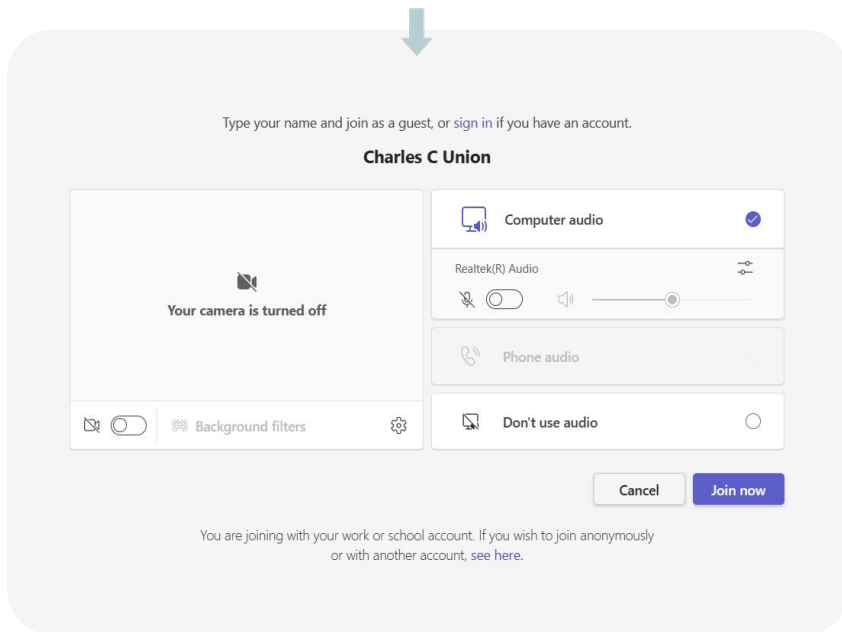 Type your name and join as a guest, or sign in if you have an account.
Charles C Union
Computer audio
Realtek(R) Audio
Your camera is turned off
Phone audio
Background filters
Don't use audio
Cancel
Join now
You are joining with your work or school account. If you wish to join anonymously
or with another account, see here.